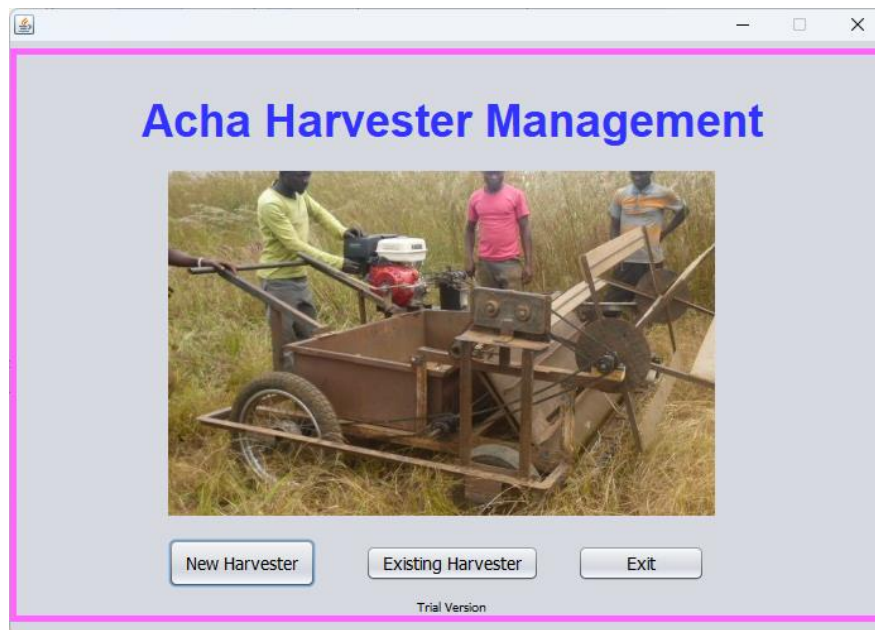 Acha Harvester Management
New Harvester
Existing Harvester
Exit
Trial Version